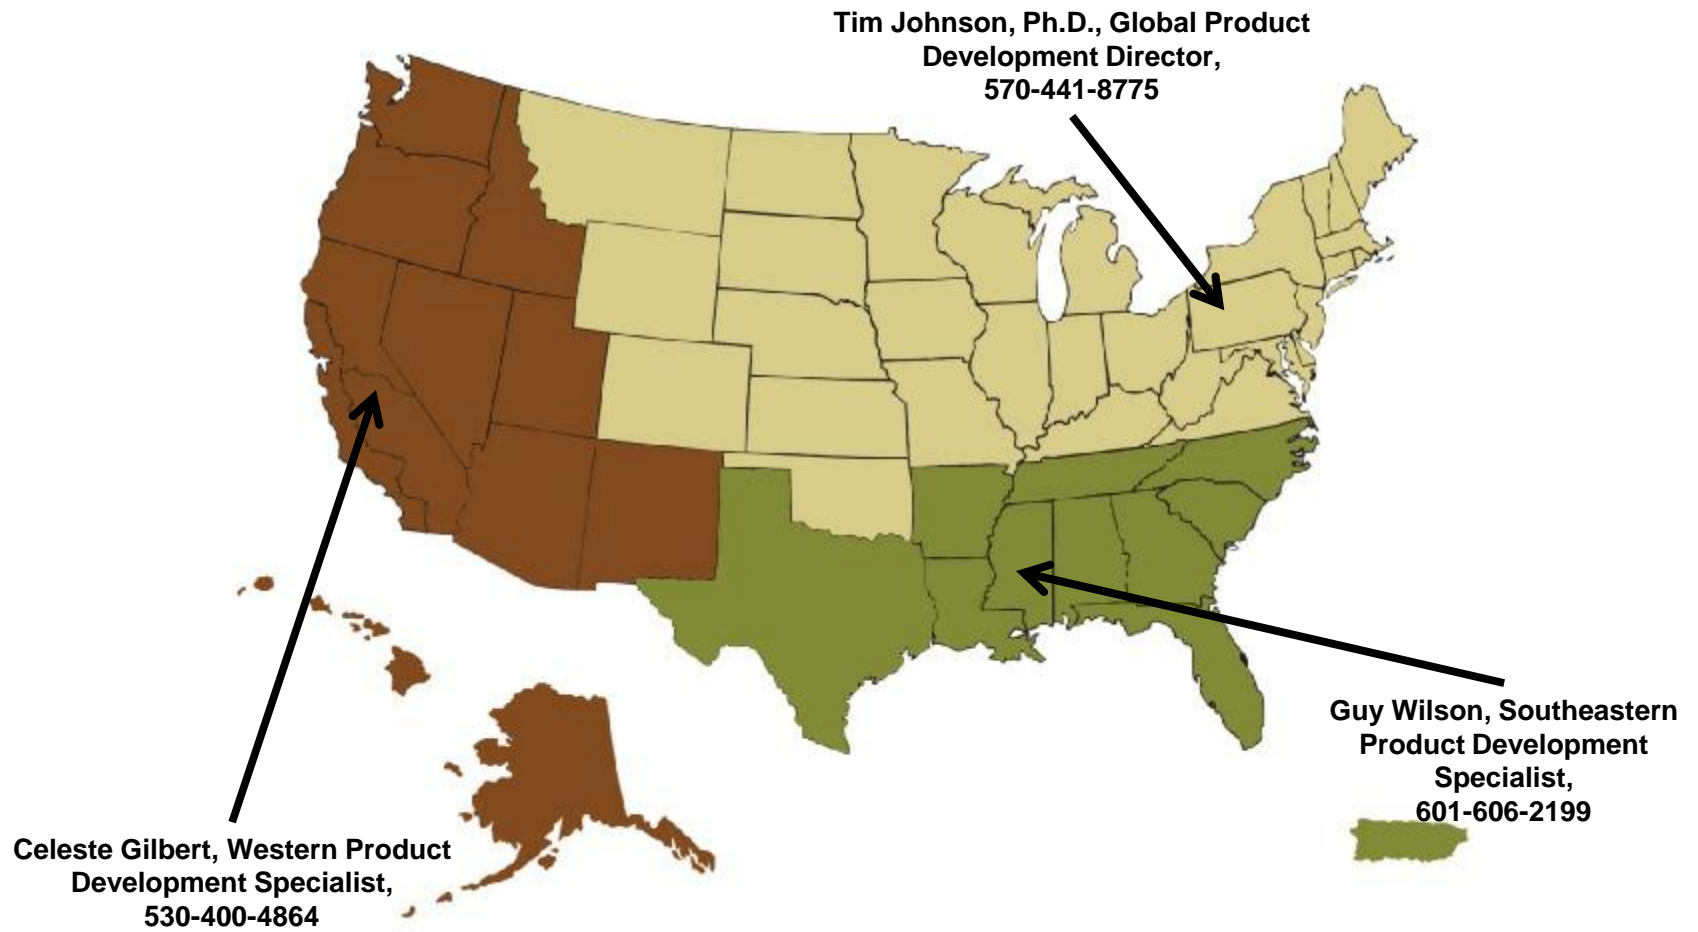 Tim Johnson, Ph.D., Global Product
Development Director,
570-441-8775
Guy Wilson, Southeastern
Product Development
Specialist,
601-606-2199
Celeste Gilbert, Western Product
Development Specialist,
530-400-4864